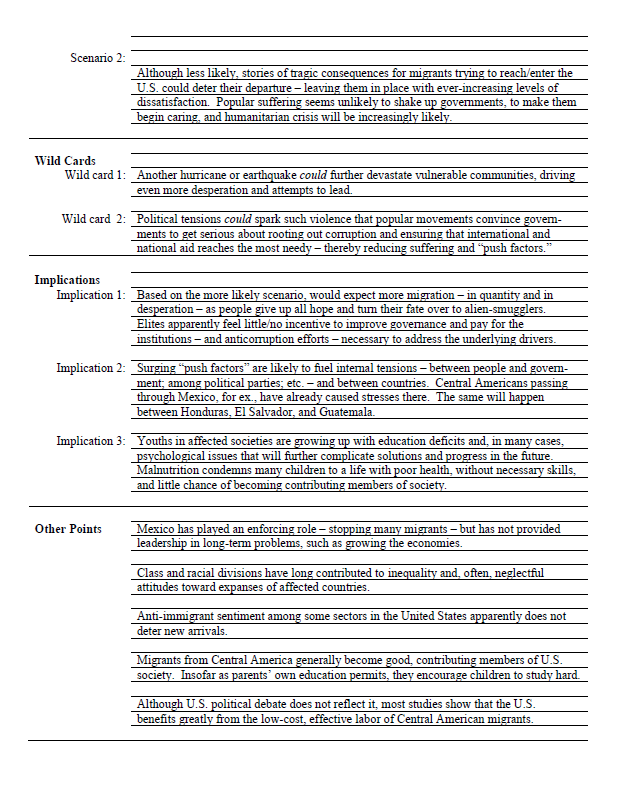 Scenario 2:
Although less likely, stories of tragic consequences for migrants trying to reach/enter the
U.S. could deter their departure – leaving them in place with ever-increasing levels of
dissatisfaction. Popular suffering seems unlikely to shake up governments, to make them
begin caring, and humanitarian crisis will be increasingly likely.
Wild Cards
Wild card 1: Another hurricane or earthquake could further devastate vulnerable communities, driving
even more desperation and attempts to lead.
Wild card 2: Political tensions could spark such violence that popular movements convince govern-
ments to get serious about rooting out corruption and ensuring that international and
national aid reaches the most needy – thereby reducing suffering and “push factors.”
Implications
Implication 1: Based on the more likely scenario, would expect more migration – in quantity and in
desperation – as people give up all hope and turn their fate over to alien-smugglers.
Elites apparently feel little/no incentive to improve governance and pay for the
institutions – and anticorruption efforts – necessary to address the underlying drivers.
Implication 2: Surging “push factors” are likely to fuel internal tensions – between people and govern-
ment; among political parties; etc. – and between countries. Central Americans passing
through Mexico, for ex., have already caused stresses there. The same will happen
between Honduras, El Salvador, and Guatemala.
Implication 3: Youths in affected societies are growing up with education deficits and, in many cases,
psychological issues that will further complicate solutions and progress in the future.
Malnutrition condemns many children to a life with poor health, without necessary skills,
and little chance of becoming contributing members of society.
Other Points Mexico has played an enforcing role – stopping many migrants – but has not provided
leadership in long-term problems, such as growing the economies.
Class and racial divisions have long contributed to inequality and, often, neglectful
attitudes toward expanses of affected countries.
Anti-immigrant sentiment among some sectors in the United States apparently does not
deter new arrivals.
Migrants from Central America generally become good, contributing members of U.S.
society. Insofar as parents’ own education permits, they encourage children to study hard.
Although U.S. political debate does not reflect it, most studies show that the U.S.
benefits greatly from the low-cost, effective labor of Central American migrants.